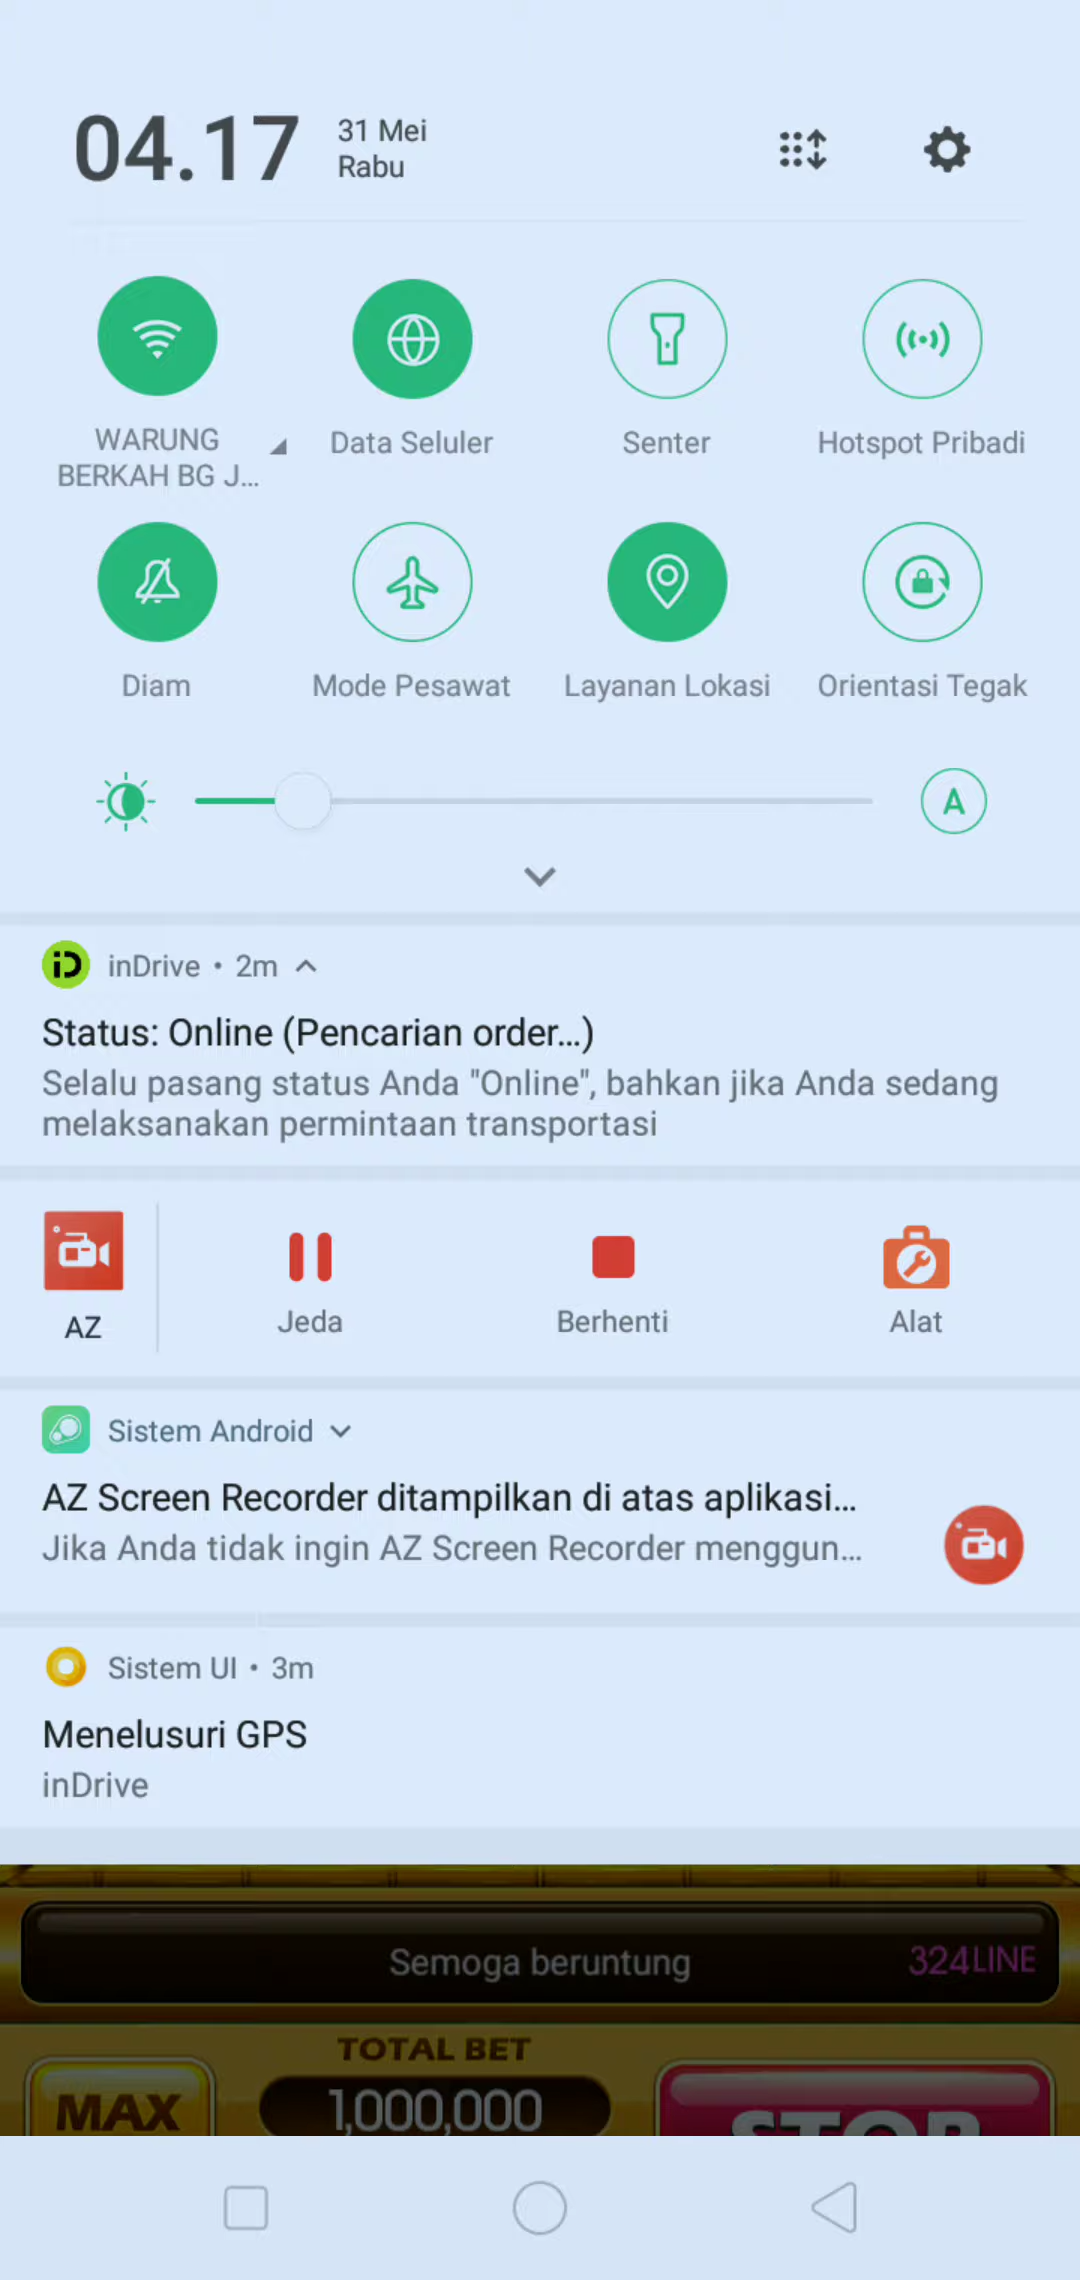 04.17
31 Mei
Rabu
WARUNG
BERKAH BG J...
Data Seluler
Senter
Hotspot Pribadi
Diam
Mode Pesawat
Layanan Lokasi
Orientasi Tegak
A
iD inDrive • 2m
Status: Online (Pencarian order...)
Selalu pasang status Anda "Online", bahkan jika Anda sedang
melaksanakan permintaan transportasi
AZ
Jeda
Berhenti
Alat
Sistem Android
AZ Screen Recorder ditampilkan di atas aplikasi...
Jika Anda tidak ingin AZ Screen Recorder menggun...
Sistem UI • 3m
Menelusuri GPS
inDrive
Semoga beruntung
324LINE
TOTAL BET
MAX
1,000,000
STOP